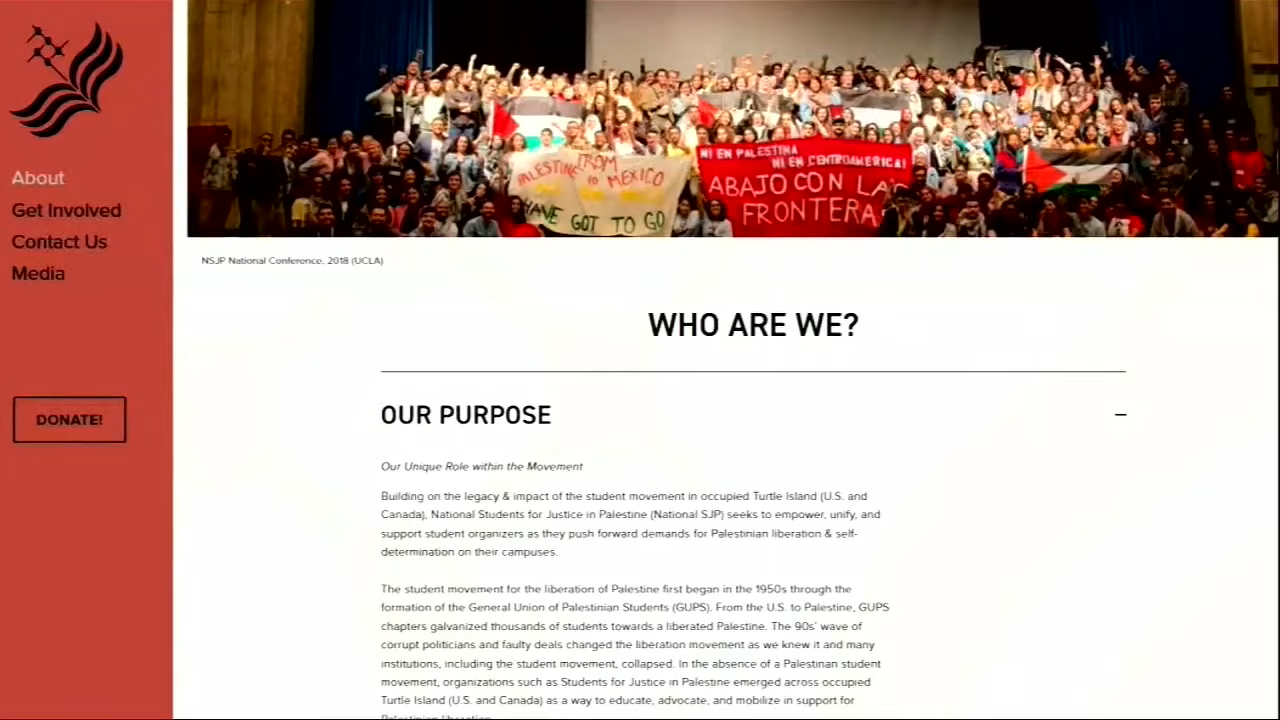 About
Get Involved
Contact Us
Media
DONATE!
PALESTINE FROM
TO MEXICO
HAVE GOT TO GO
NI EN PALESTINA
NI EN CENTROAMERICA!
ABAJO CON LA
FRONTERA
NSJP National Conference, 2018 (UCLA)
WHO ARE WE?
OUR PURPOSE
Our Unique Role within the Movement
Building on the legacy & impact of the student movement in occupied Turtle Island (U.S. and
Canada), National Students for Justice in Palestine (National SJP) seeks to empower, unify, and
support student organizers as they push forward demands for Palestinian liberation & self-
determination on their campuses.
The student movement for the liberation of Palestine first began in the 1950s through the
formation of the General Union of Palestinian Students (GUPS). From the U.S. to Palestine, GUPS
chapters galvanized thousands of students towards a liberated Palestine. The 90s' wave of
corrupt politicians and faulty deals changed the liberation movement as we knew it and many
institutions, including the student movement, collapsed. In the absence of a Palestinan student
movement, organizations such as Students for Justice in Palestine emerged across occupied
Turtle Island (U.S. and Canada) as a way to educate, advocate, and mobilize in support for
Palestinian liberation.